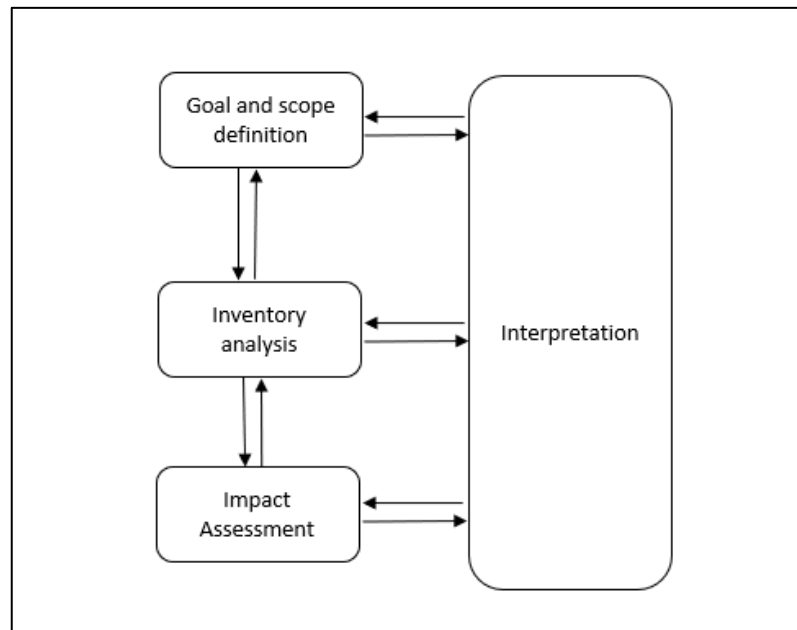 Goal and scope
definition
Inventory
analysis
Interpretation
Impact
Assessment